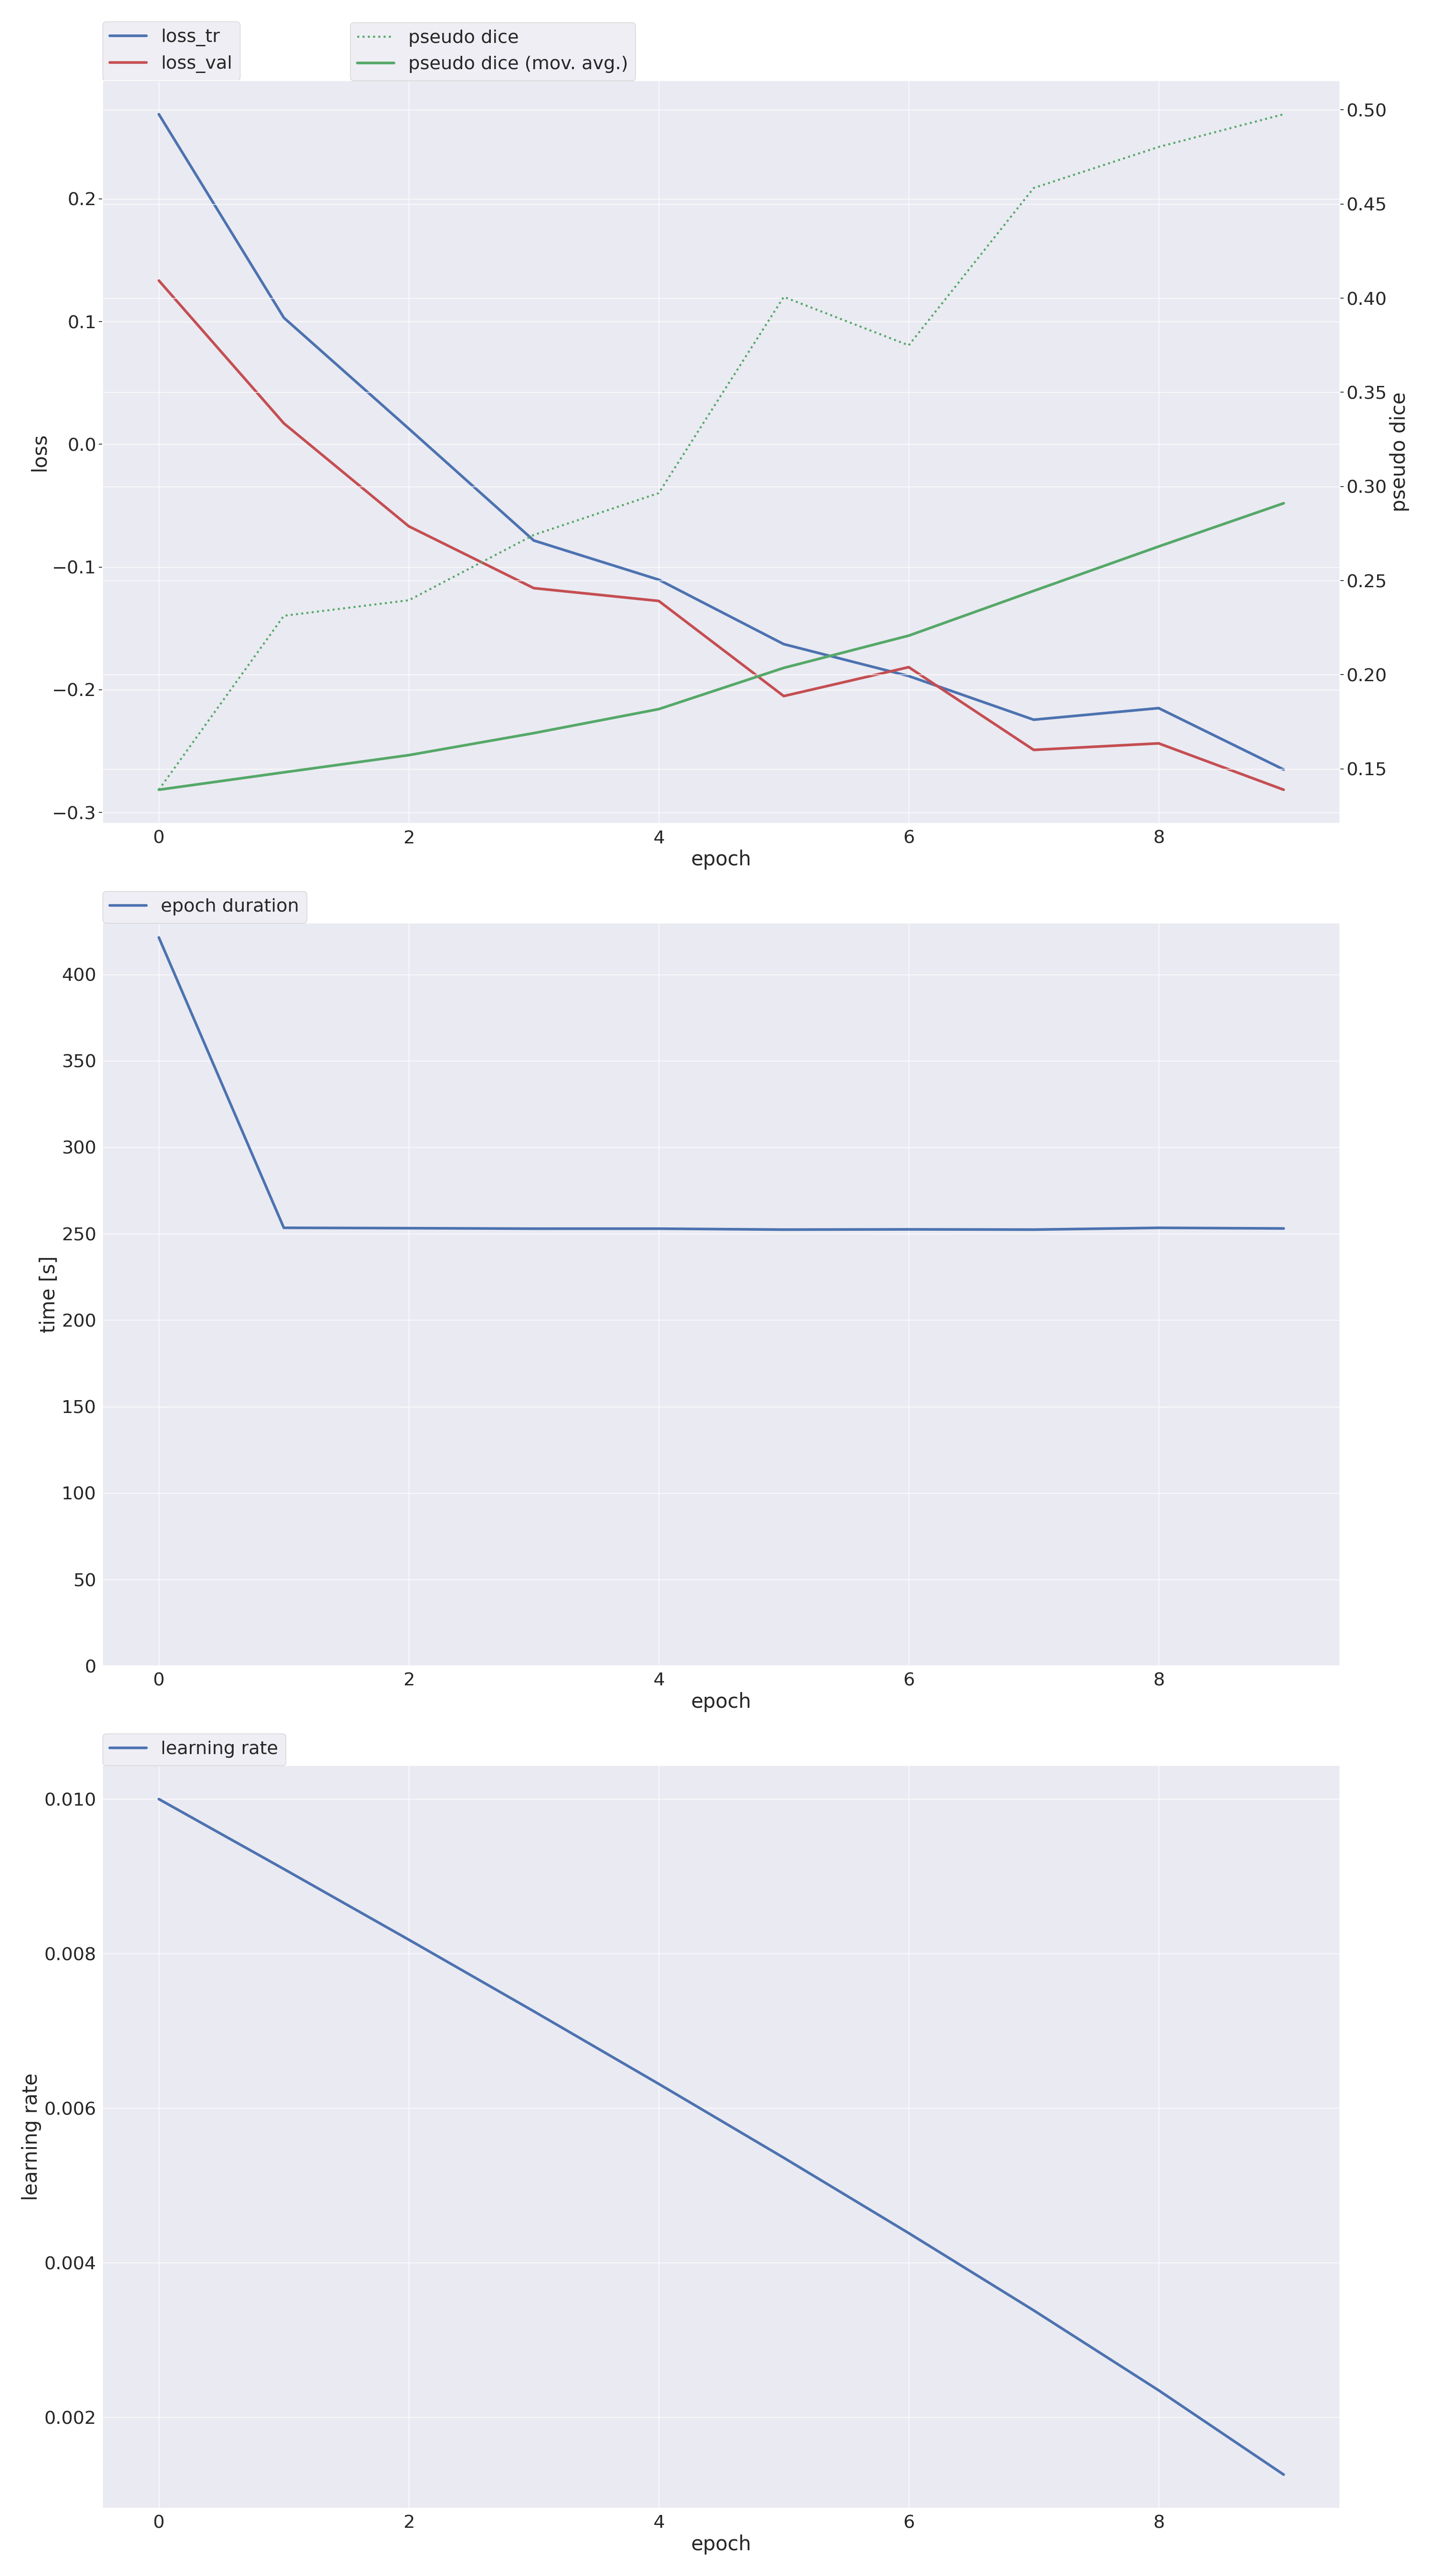 loss_tr
loss_val
pseudo dice
pseudo dice (mov. avg.)
0.2
0.1
0.0
−0.1
−0.2
−0.3
loss
0.50
0.45
0.40
0.35
0.30
0.25
0.20
0.15
pseudo dice
0 2 4 6 8
epoch
epoch duration
400
350
300
250
200
150
100
50
0
time [s]
0 2 4 6 8
epoch
learning rate
0.010
0.008
0.006
0.004
0.002
learning rate
0 2 4 6 8
epoch